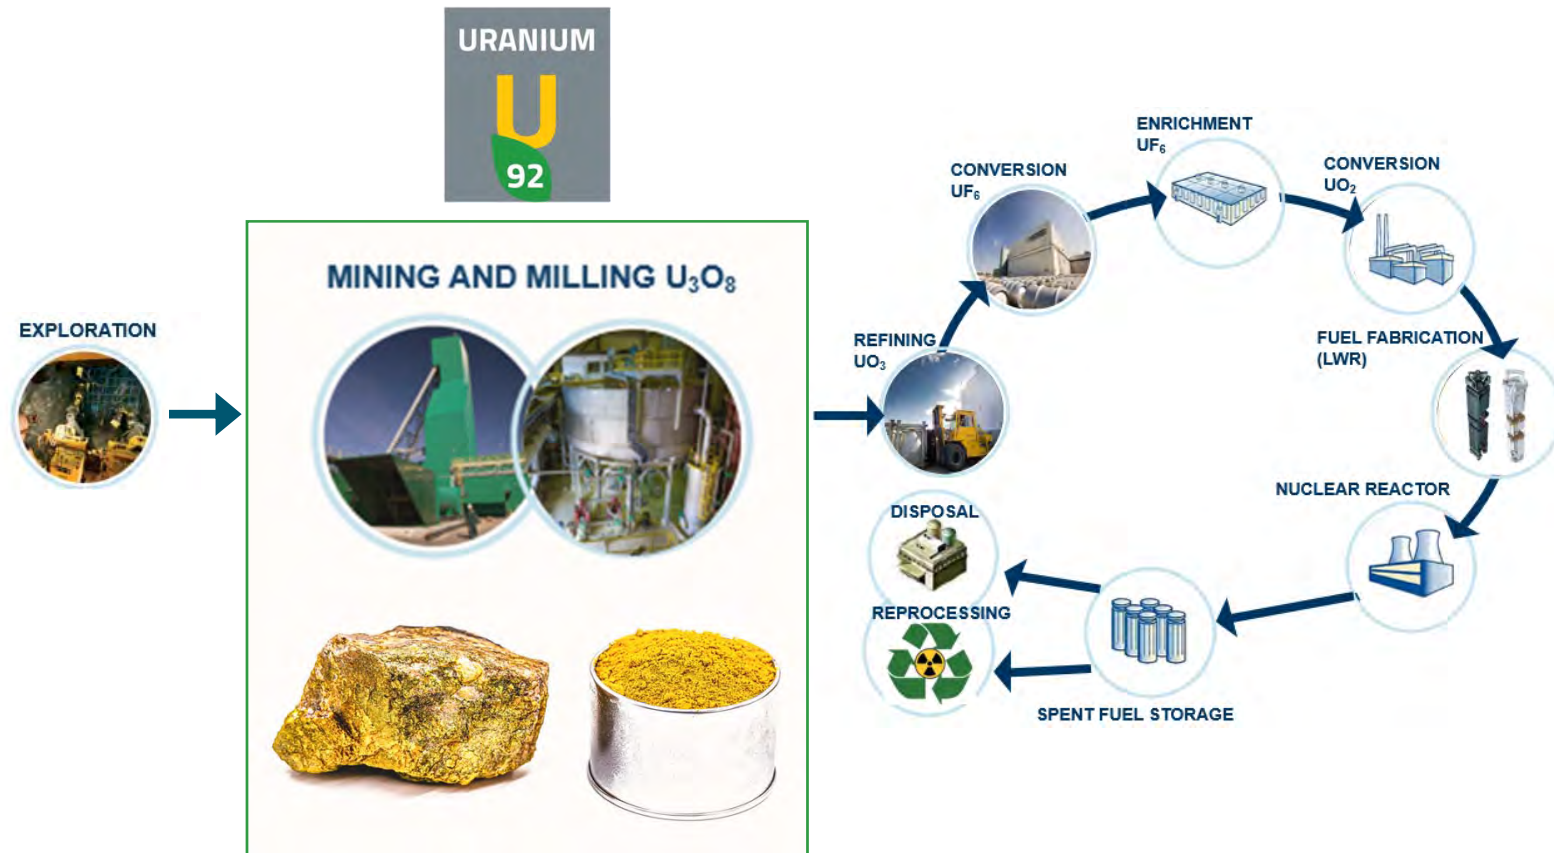 URANIUM
U
92
EXPLORATION
MINING AND MILLING U₃O₈
REFINING
UO₃
CONVERSION
UF₆
ENRICHMENT
UF₆
CONVERSION
UO₂
FUEL FABRICATION
(LWR)
NUCLEAR REACTOR
SPENT FUEL STORAGE
DISPOSAL
REPROCESSING